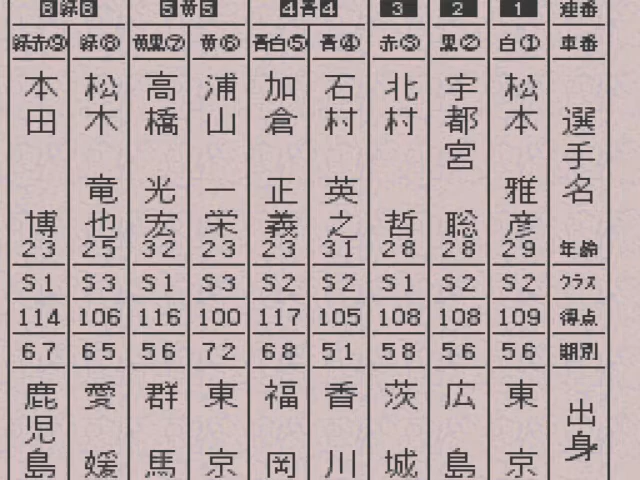 連番 車番 選手名 年齢 クラス 得点 期別 出身
1 白① 松本 雅彦 29 S2 109 56 東京
2 黒② 宇都宮 聡 28 S2 108 56 広島
3 赤③ 北村 哲 28 S1 108 58 茨城
4青4
青④ 石村 英之 31 S2 105 51 香川
青白⑤ 加倉 正義 23 S2 117 68 福岡
5黄5
黄⑥ 浦山 一栄 23 S3 100 72 東京
黄黒⑦ 高橋 光宏 32 S1 116 56 群馬
6緑6
緑⑧ 松木 竜也 25 S3 106 65 愛媛
緑赤⑨ 本田 博 23 S1 114 67 鹿児島